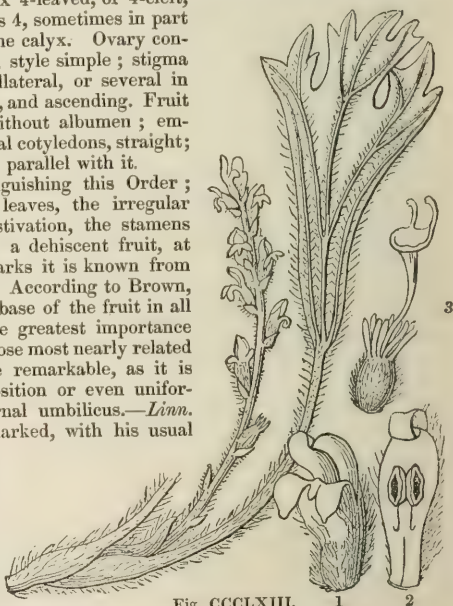 x 4-leaved, or 4-cleft,
s 4, sometimes in part
ne calyx. Ovary con-
style simple ; stigma
llateral, or several in
, and ascending. Fruit
ithout albumen ; em-
al cotyledons, straight;
parallel with it.
guishing this Order ;
leaves, the irregular
stivation, the stamens
a dehiscent fruit, at
arks it is known from
According to Brown,
base of the fruit in all
e greatest importance
ose most nearly related
e remarkable, as it is
sition or even unifor-
rnal umbilicus.—Linn.
arked, with his usual
3
Fig. CCCLXIII. 1 2